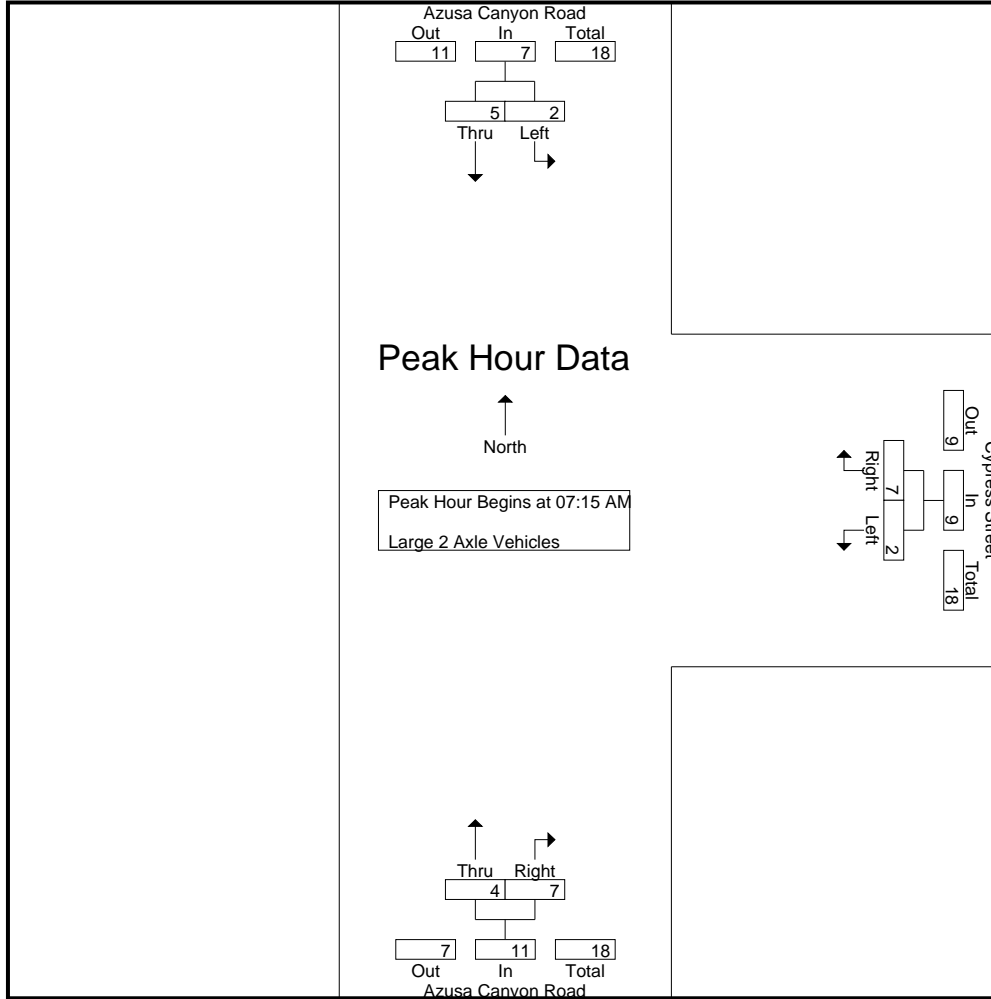 Azusa Canyon Road
Out In Total
11 7 18
5 2
Thru Left
Peak Hour Data
North
Peak Hour Begins at 07:15 AM
Large 2 Axle Vehicles
Cypress Street
Out In Total
9 9 18
7 2
Right Left
Thru Right
4 7
7 11 18
Out In Total
Azusa Canyon Road